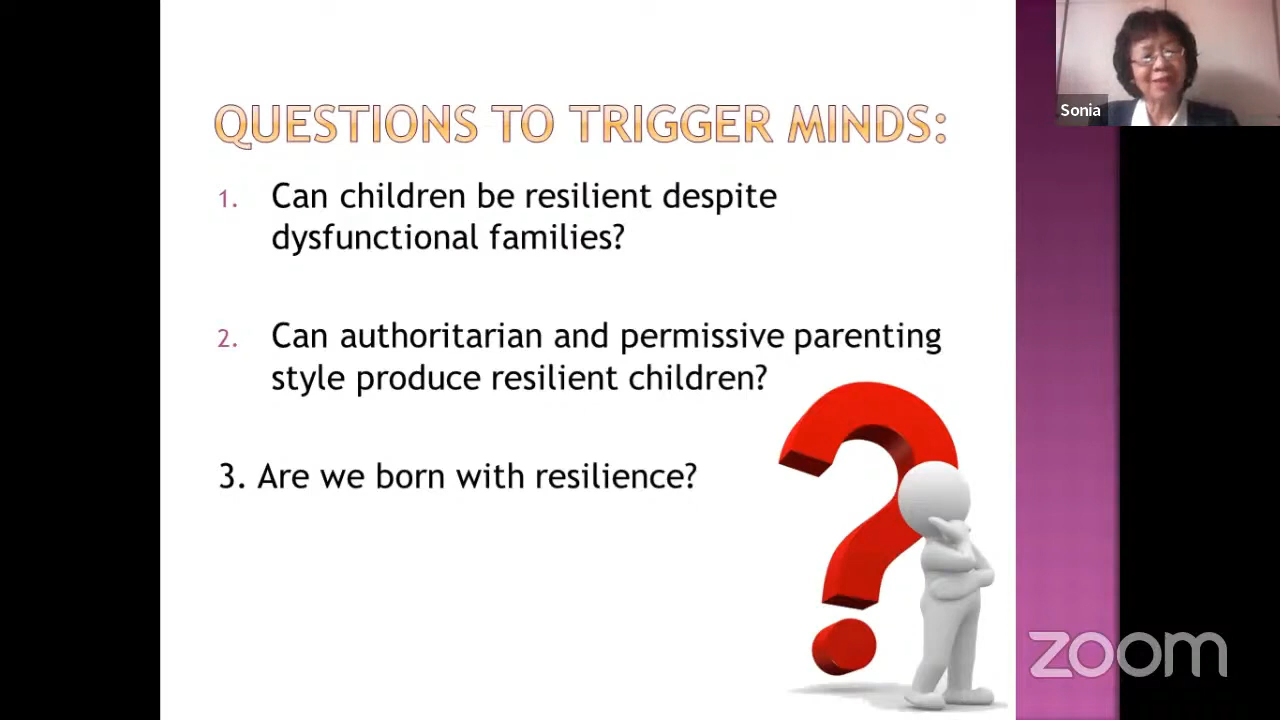 QUESTIONS TO TRIGGER MINDS:
1. Can children be resilient despite
dysfunctional families?
2. Can authoritarian and permissive parenting
style produce resilient children?
3. Are we born with resilience?
Sonia
zoom